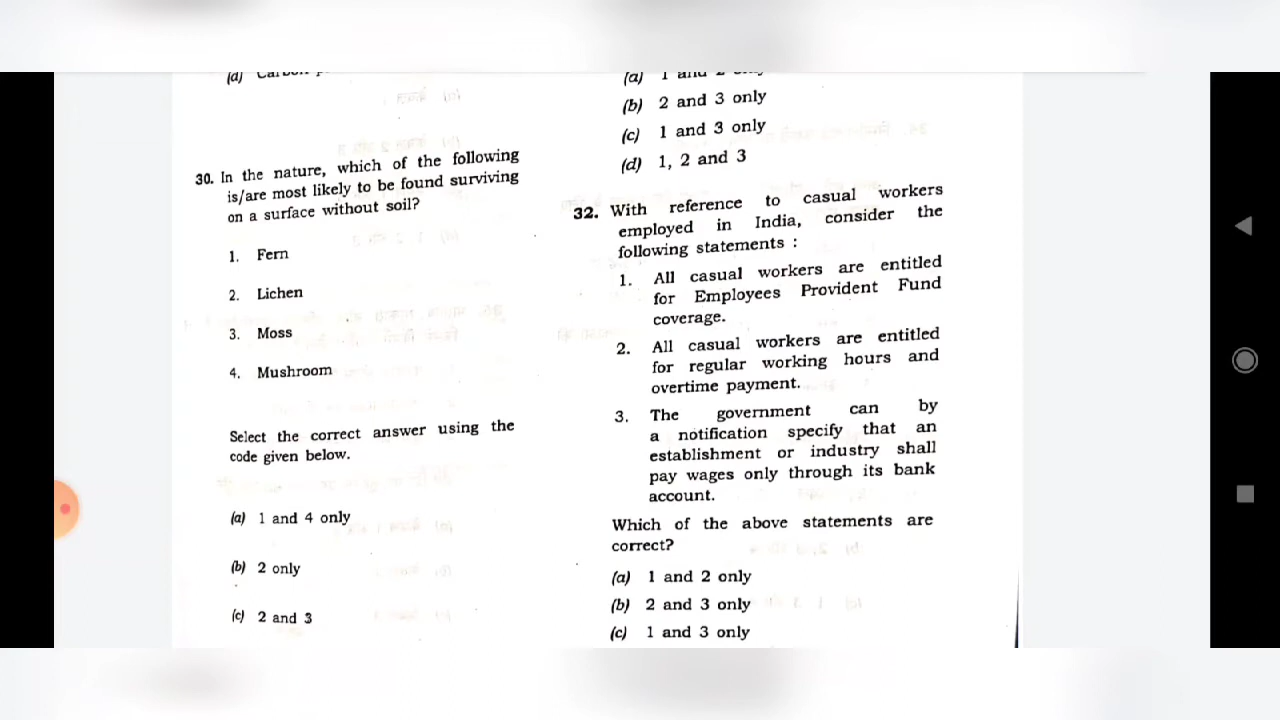 (d)
30. In the nature, which of the following
is/are most likely to be found surviving
on a surface without soil?
1. Fern
2. Lichen
3. Moss
4. Mushroom
Select the correct answer using the
code given below.
(a) 1 and 4 only
(b) 2 only
(c) 2 and 3
(a) 1 and 2 only
(b) 2 and 3 only
(c) 1 and 3 only
(d) 1, 2 and 3
32. With reference to casual workers
employed in India, consider the
following statements :
1. All casual workers are entitled
for Employees Provident Fund
coverage.
2. All casual workers are entitled
for regular working hours and
overtime payment.
3. The government can by
a notification specify that an
establishment or industry shall
pay wages only through its bank
account.
Which of the above statements are
correct?
(a) 1 and 2 only
(b) 2 and 3 only
(c) 1 and 3 only